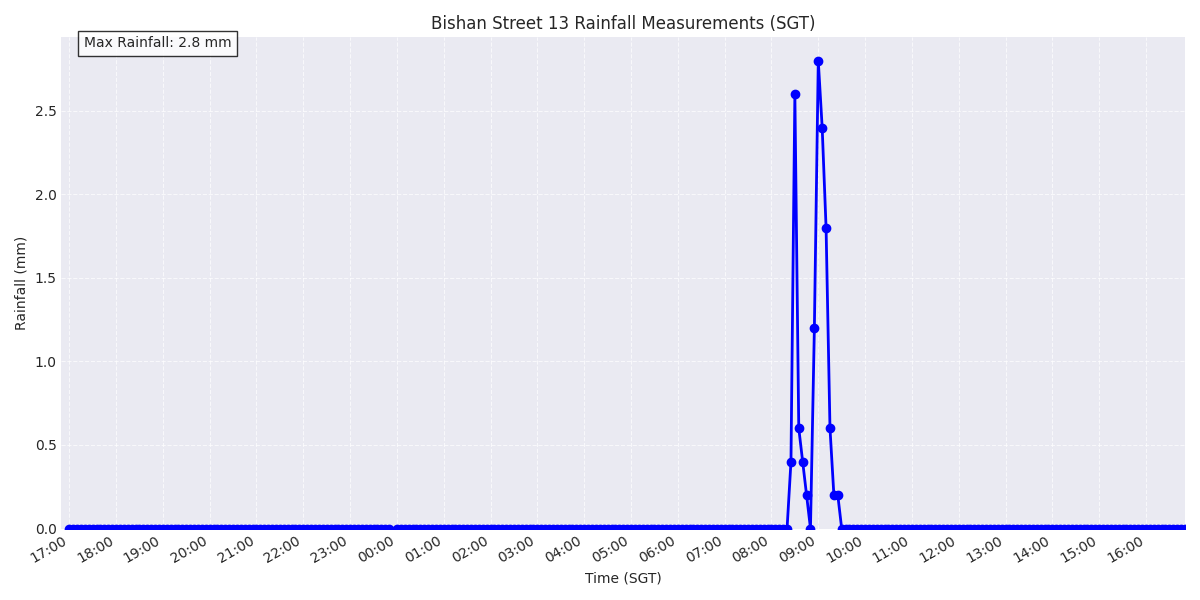 Bishan Street 13 Rainfall Measurements (SGT)
Max Rainfall: 2.8 mm
Rainfall (mm)
2.5
2.0
1.5
1.0
0.5
0.0
17:00 18:00 19:00 20:00 21:00 22:00 23:00 00:00 01:00 02:00 03:00 04:00 05:00 06:00 07:00 08:00 09:00 10:00 11:00 12:00 13:00 14:00 15:00 16:00
Time (SGT)